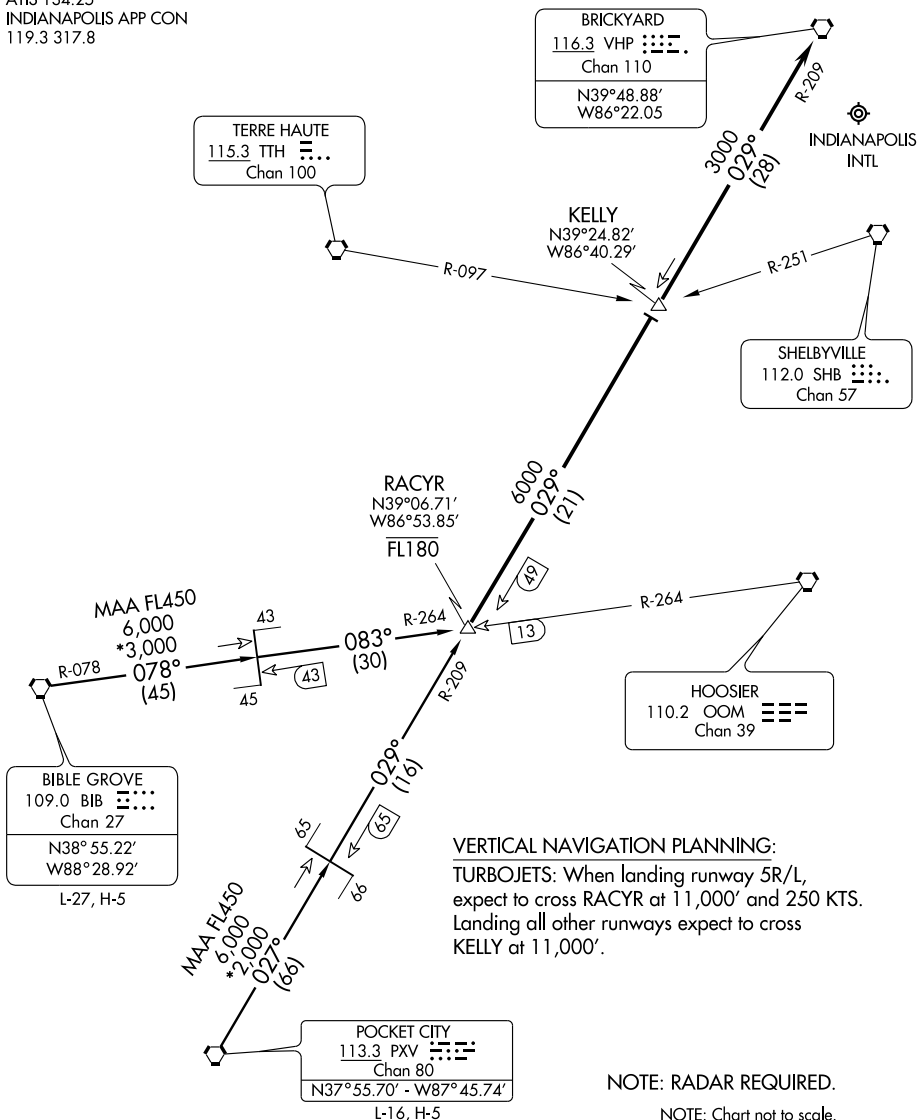 INDIANAPOLIS APP CON
119.3 317.8
BRICKYARD
116.3 VHP
Chan 110
N39°48.88′
W86°22.05
R-209
INDIANAPOLIS
INTL
3000
029°
(28)
TERRE HAUTE
115.3 TTH
Chan 100
R-097
KELLY
N39°24.82′
W86°40.29′
R-251
SHELBYVILLE
112.0 SHB
Chan 57
6000
029°
(21)
RACYR
N39°06.71′
W86°53.85′
FL180
49
13
R-264
HOOSIER
110.2 OOM
Chan 39
MAA FL450
6,000
*3,000
R-078
078°
(45)
43
45
43
083°
(30)
R-264
BIBLE GROVE
109.0 BIB
Chan 27
N38°55.22′
W88°28.92′
L-27, H-5
R-209
029°
(16)
65
65
66
MAA FL450
6,000
*2,000
027°
(66)
POCKET CITY
113.3 PXV
Chan 80
N37°55.70′ - W87°45.74′
L-16, H-5
VERTICAL NAVIGATION PLANNING:
TURBOJETS: When landing runway 5R/L,
expect to cross RACYR at 11,000′ and 250 KTS.
Landing all other runways expect to cross
KELLY at 11,000′.
NOTE: RADAR REQUIRED.
NOTE: Chart not to scale.